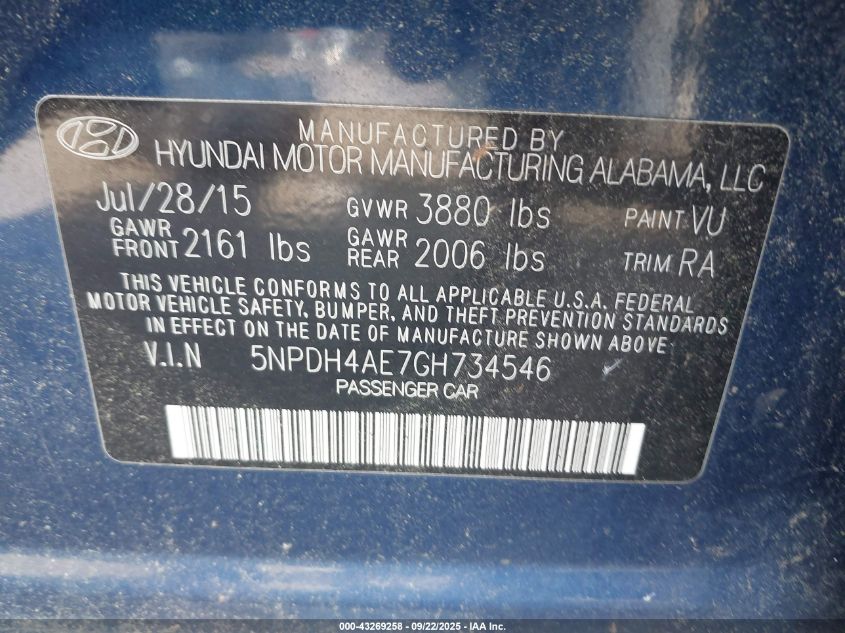 MANUFACTURED BY
HYUNDAI MOTOR MANUFACTURING ALABAMA, LLC
Jul/28/15 GVWR 3880 lbs PAINT VU
GAWR FRONT 2161 lbs GAWR REAR 2006 lbs TRIM RA
THIS VEHICLE CONFORMS TO ALL APPLICABLE U.S.A. FEDERAL
MOTOR VEHICLE SAFETY, BUMPER, AND THEFT PREVENTION STANDARDS
IN EFFECT ON THE DATE OF MANUFACTURE SHOWN ABOVE:
V.I.N 5NPDH4AE7GH734546
PASSENGER CAR
000-43269258 - 09/22/2025 - IAA Inc.